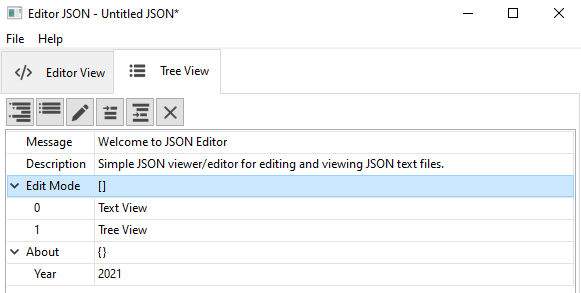 Editor JSON - Untitled JSON*
File Help
</> Editor View Tree View
Message Welcome to JSON Editor
Description Simple JSON viewer/editor for editing and viewing JSON text files.
Edit Mode []
0 Text View
1 Tree View
About {}
Year 2021